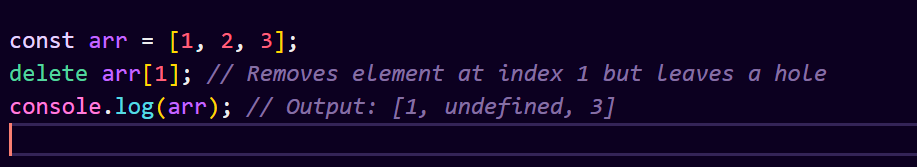 const arr = [1, 2, 3];
delete arr[1]; // Removes element at index 1 but leaves a hole
console.log(arr); // Output: [1, undefined, 3]